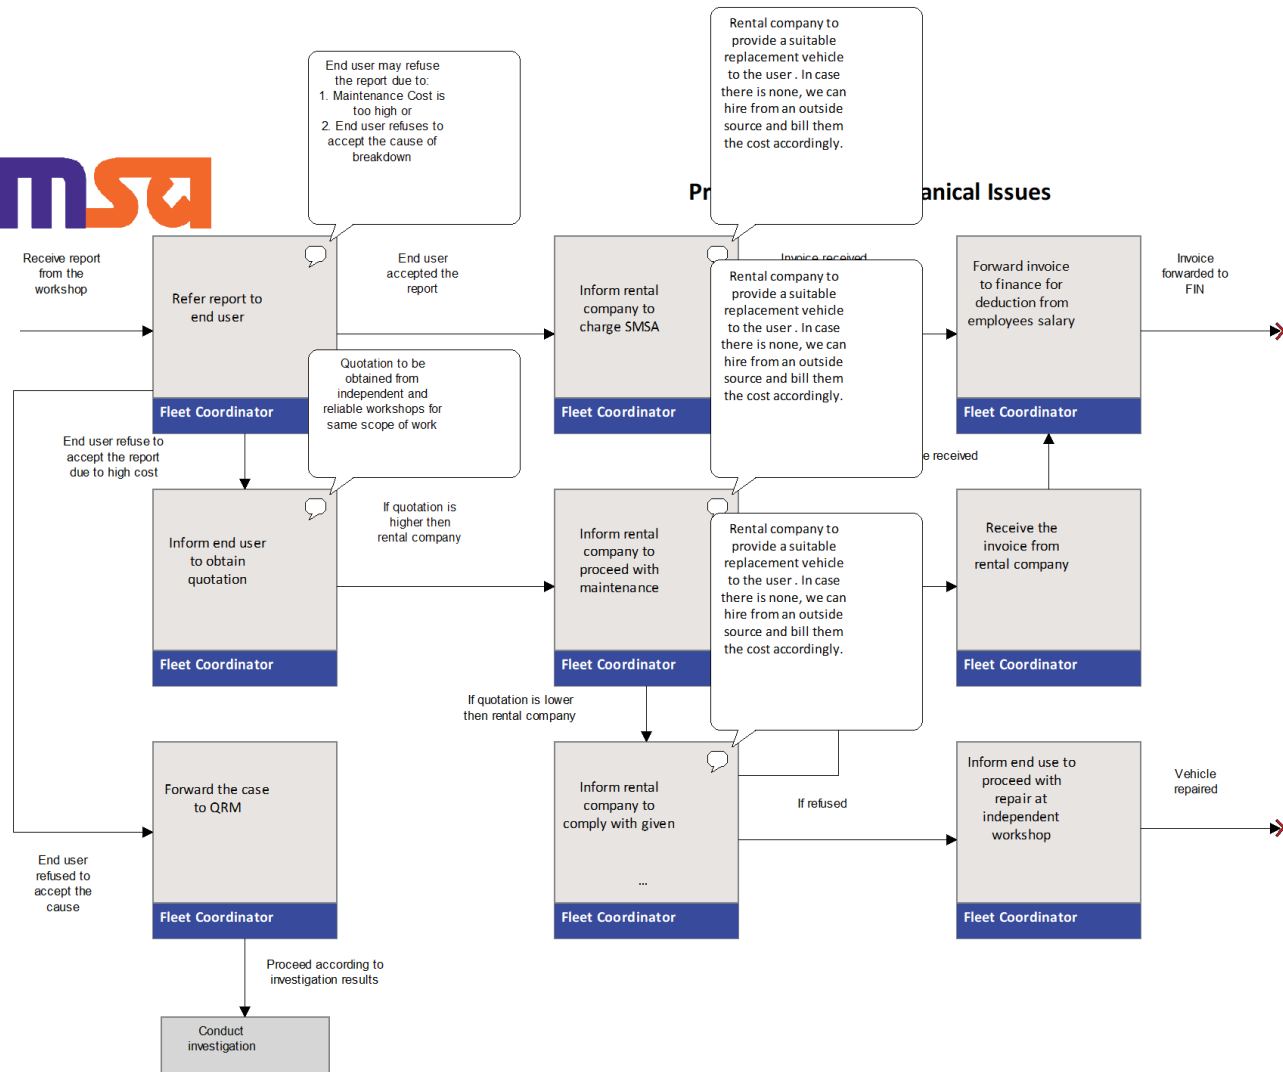 Rental company to
provide a suitable
replacement vehicle
to the user . In case
there is none, we can
hire from an outside
source and bill them
the cost accordingly.
End user may refuse
the report due to:
1. Maintenance Cost is
too high or
2. End user refuses to
accept the cause of
breakdown
msa
Pr
anical Issues
Receive report
from the
workshop
Refer report to
end user
Fleet Coordinator
End user
accepted the
report
Inform rental
company to
charge SMSA
Fleet Coordinator
Invoice received
Rental company to
provide a suitable
replacement vehicle
to the user . In case
there is none, we can
hire from an outside
source and bill them
the cost accordingly.
Forward invoice
to finance for
deduction from
employees salary
Fleet Coordinator
Invoice
forwarded to
FIN
Quotation to be
obtained from
independent and
reliable workshops for
same scope of work
End user refuse to
accept the report
due to high cost
e received
Inform end user
to obtain
quotation
Fleet Coordinator
If quotation is
higher then
rental company
Inform rental
company to
proceed with
maintenance
Fleet Coordinator
Rental company to
provide a suitable
replacement vehicle
to the user . In case
there is none, we can
hire from an outside
source and bill them
the cost accordingly.
Receive the
invoice from
rental company
Fleet Coordinator
If quotation is lower
then rental company
Forward the case
to QRM
Fleet Coordinator
Inform rental
company to
comply with given
...
Fleet Coordinator
If refused
Inform end use to
proceed with
repair at
independent
workshop
Fleet Coordinator
Vehicle
repaired
End user
refused to
accept the
cause
Proceed according to
investigation results
Conduct
investigation